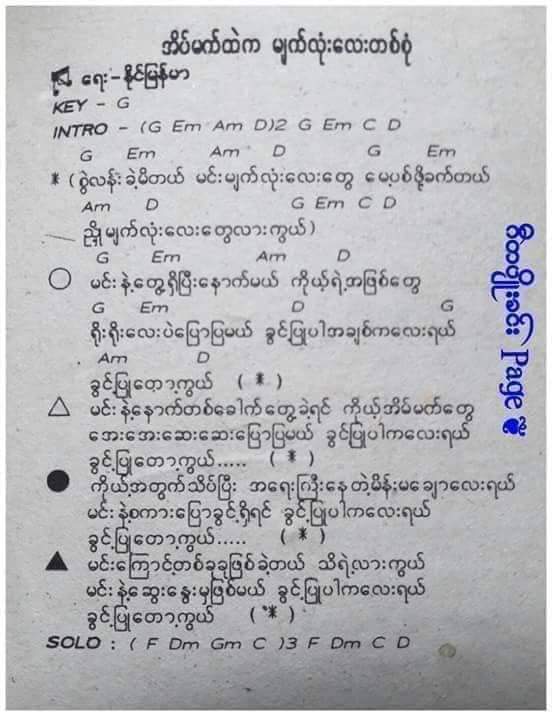 အိပ်မက်ထဲက မျက်လုံးလေးတစ်စုံ
ရေး – နိုင်မြန်မာ
KEY – G
INTRO – (G Em Am D)2 G Em C D
G Em Am D G Em
* (စွဲလန်းခဲ့မိတယ် မင်းမျက်လုံးလေးတွေ မေ့ပစ်ဖို့ခက်တယ်
Am D G Em C D
ညှို့မျက်လုံးလေးတွေလားကွယ်)
G Em Am D
○ မင်းနဲ့တွေ့ရှိပြီးနောက်မယ် ကိုယ့်ရဲ့အဖြစ်တွေ
G Em D G
ရိုးရိုးလေးပဲပြောပြမယ် ခွင့်ပြုပါအချစ်ကလေးရယ်
Am D
ခွင့်ပြုတော့ကွယ် ( * )
△ မင်းနဲ့နောက်တစ်ခေါက်တွေ့ခဲ့ရင် ကိုယ့်အိမ်မက်တွေ
အေးအေးဆေးဆေးပြောပြမယ် ခွင့်ပြုပါကလေးရယ်
ခွင့်ပြုတော့ကွယ်..... ( * )
● ကိုယ့်အတွက်သိပ်ပြီး အရေးကြီးနေတဲ့မိန်းမချောလေးရယ်
မင်းနဲ့စကားပြောခွင့်ရှိရင် ခွင့်ပြုပါကလေးရယ်
ခွင့်ပြုတော့ကွယ်..... ( * )
▲ မင်းကြောင့်တစ်ခုခုဖြစ်ခဲ့တယ် သိရဲ့လားကွယ်
မင်းနဲ့ဆွေးနွေးမှဖြစ်မယ် ခွင့်ပြုပါကလေးရယ်
ခွင့်ပြုတော့ကွယ် ( * )
SOLO : ( F Dm Gm C )3 F Dm C D
Page